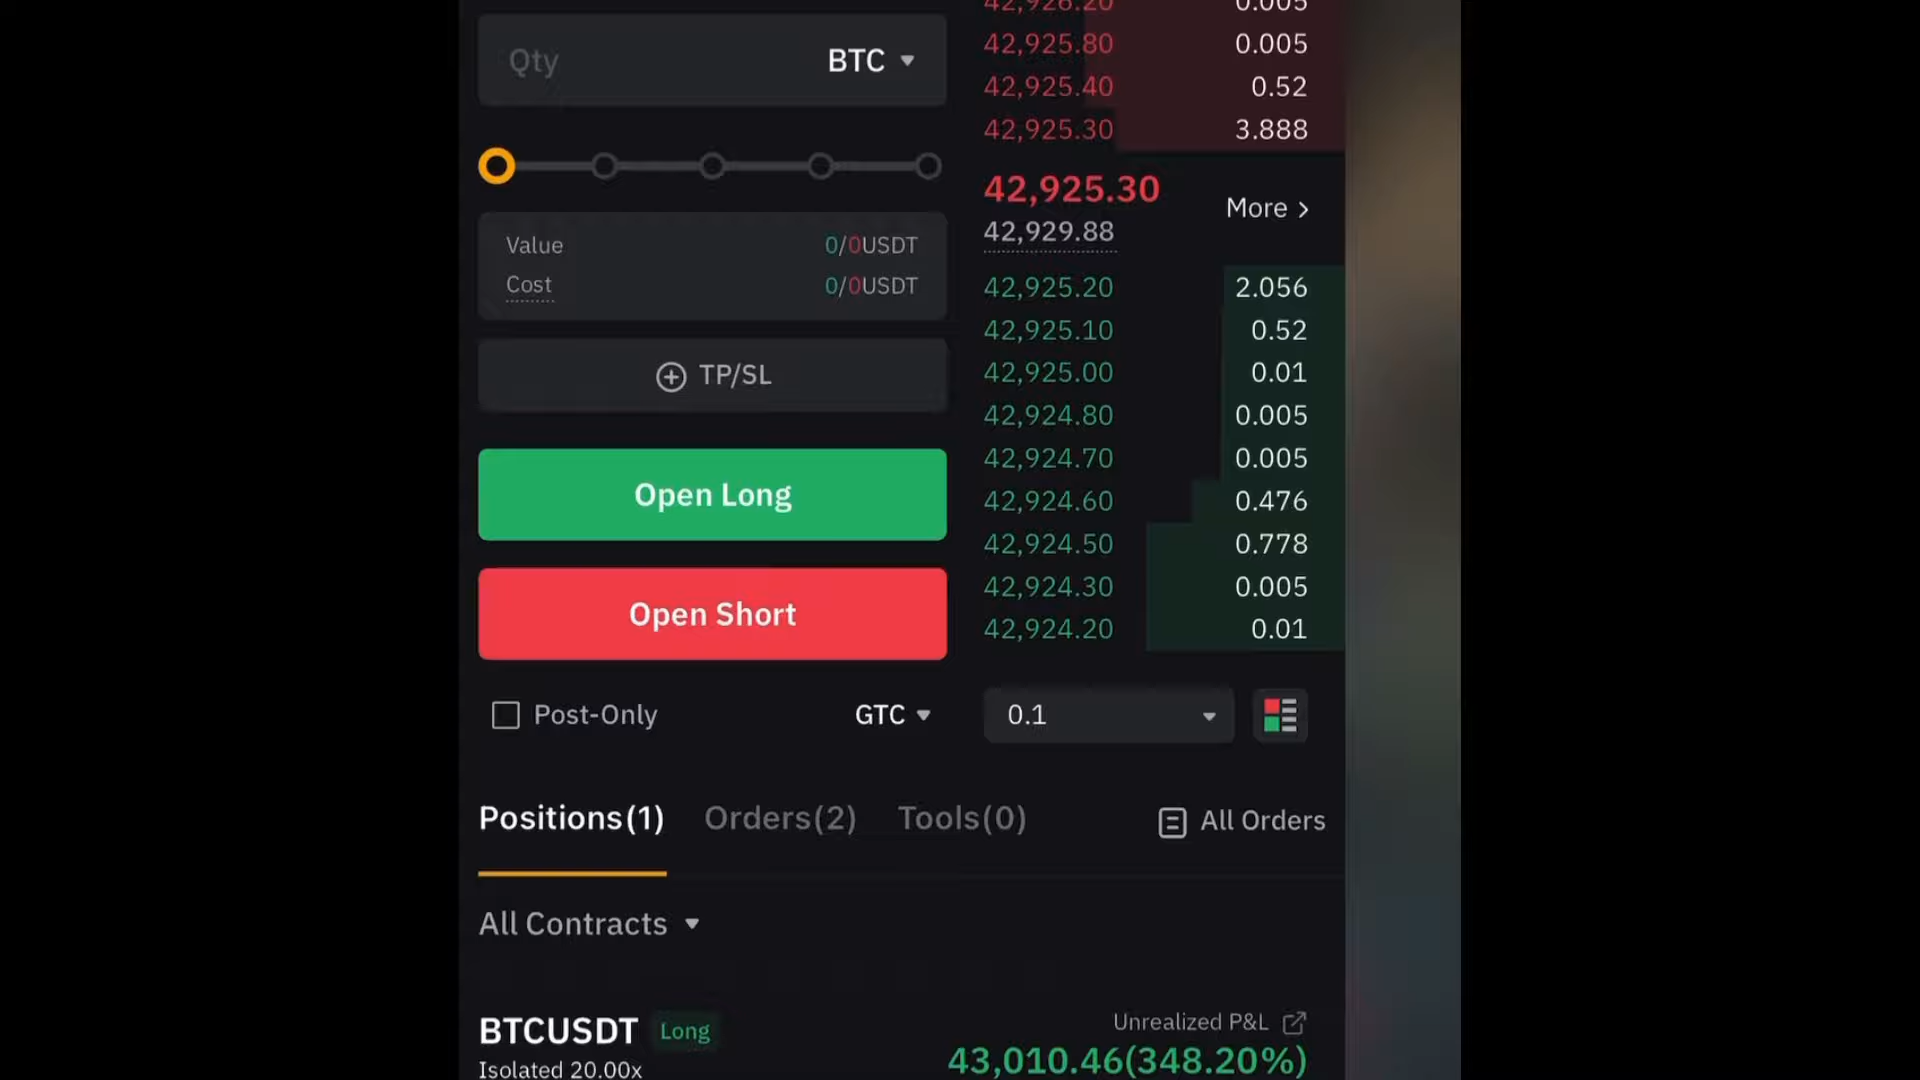 42,926.20 0.005
Qty BTC
42,925.80 0.005
42,925.40 0.52
42,925.30 3.888
42,925.30
More
42,929.88
Value 0/0USDT
Cost 0/0USDT
42,925.20 2.056
42,925.10 0.52
42,925.00 0.01
42,924.80 0.005
42,924.70 0.005
42,924.60 0.476
42,924.50 0.778
42,924.30 0.005
42,924.20 0.01
TP/SL
Open Long
Open Short
Post-Only GTC
0.1
Positions(1) Orders(2) Tools(0) All Orders
All Contracts
BTCUSDT Long
Unrealized P&L
Isolated 20.00x
43,010.46(348.20%)